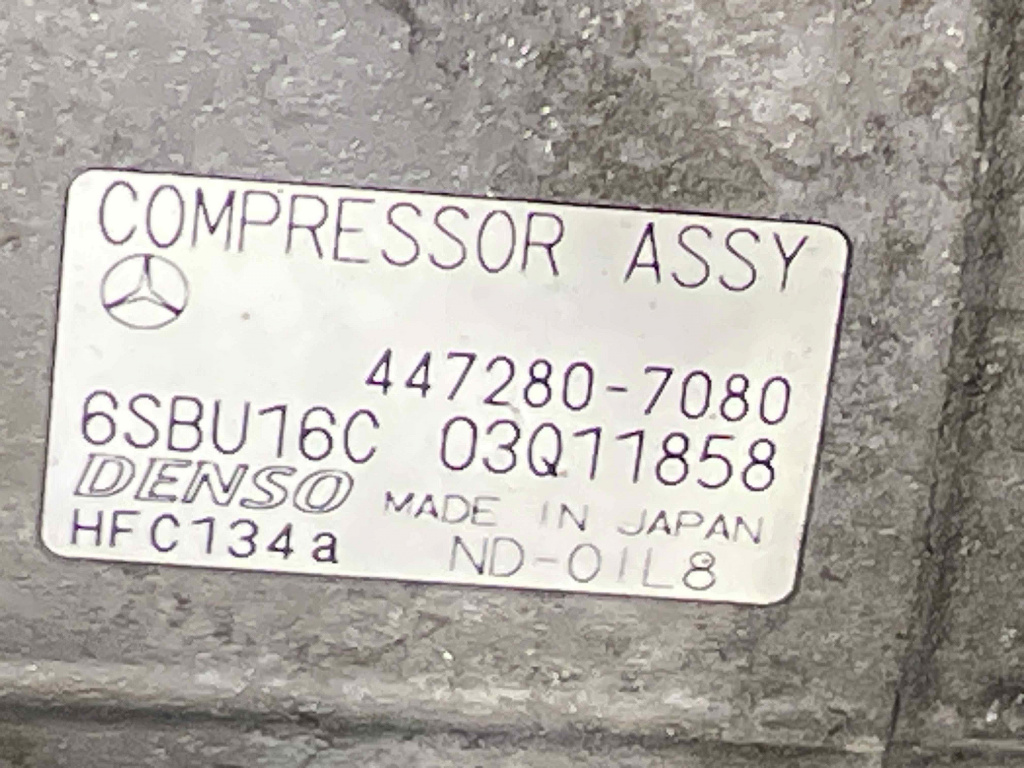 COMPRESSOR ASSY
447280-7080
6SBU16C 03Q11858
DENSO MADE IN JAPAN
HFC134a ND-OIL8